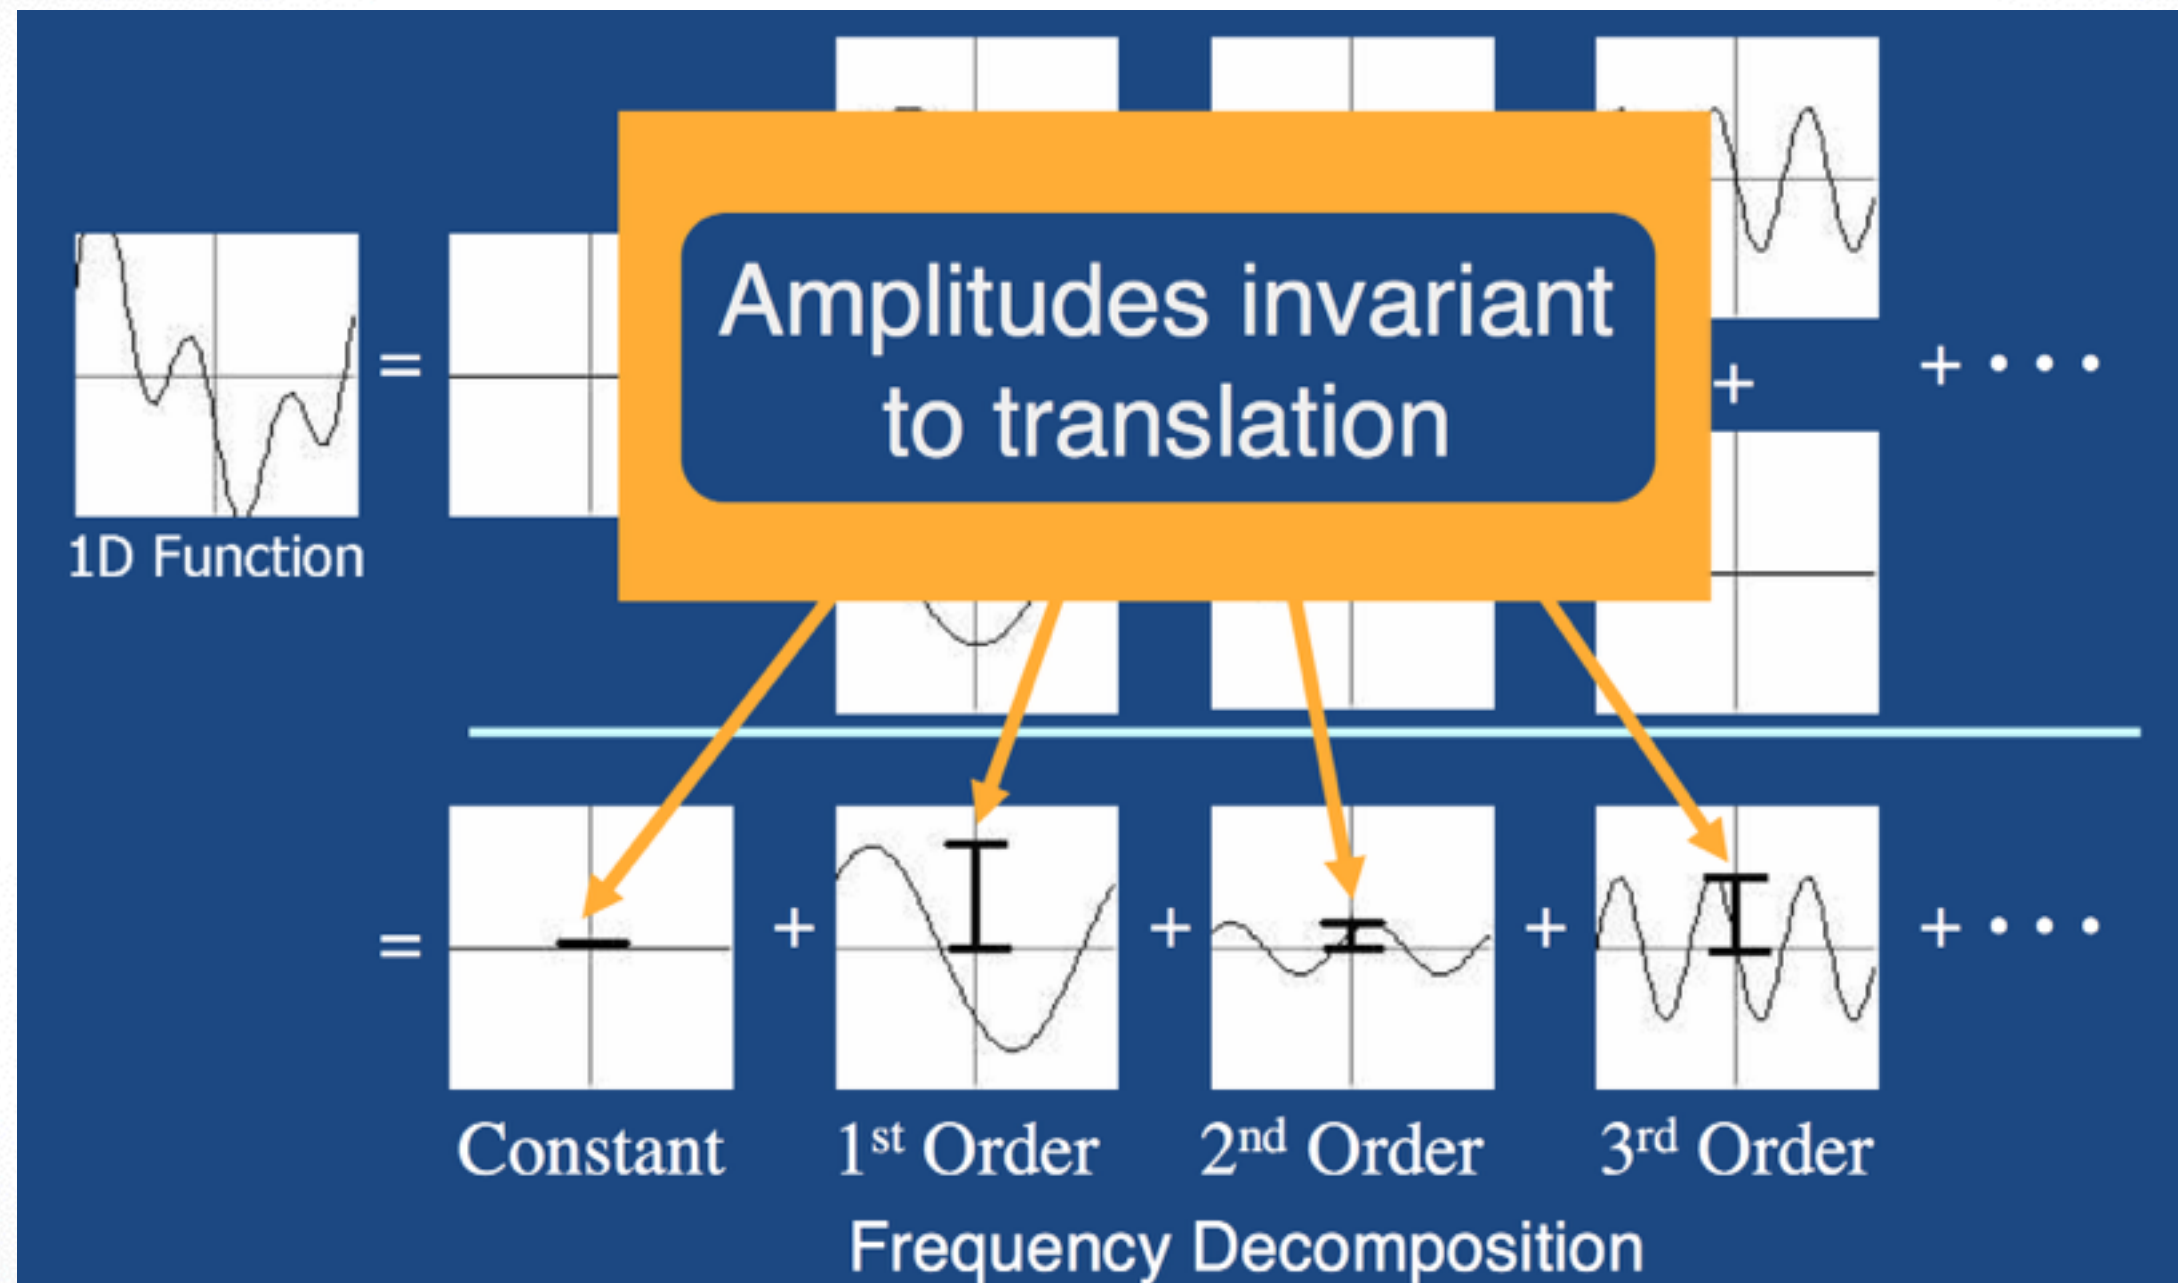 Amplitudes invariant
to translation
=
+
+ • • •
1D Function
=
+
+
+
+ • • •
Constant
1st Order
2nd Order
3rd Order
Frequency Decomposition